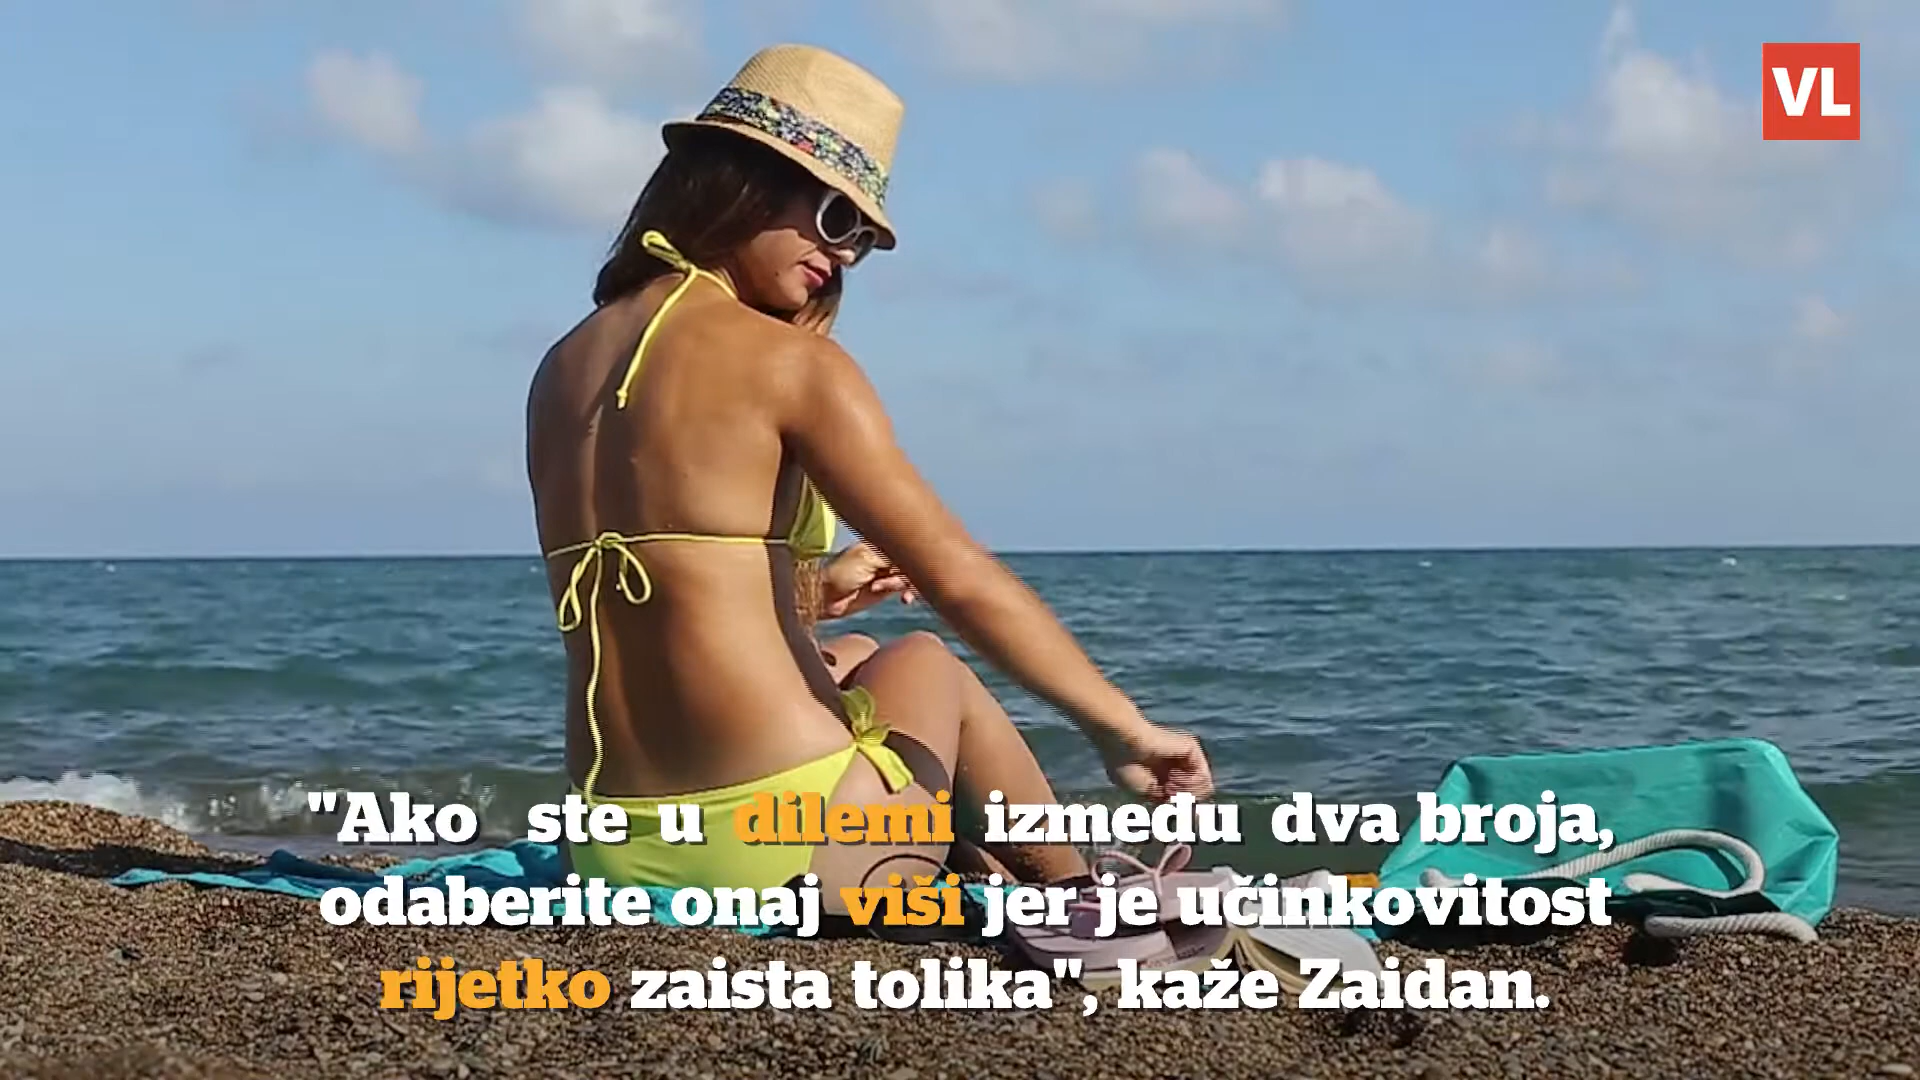 VL
"Ako ste u dilemi između dva broja,
odaberite onaj viši jer je učinkovitost
rijetko zaista tolika", kaže Zaidan.